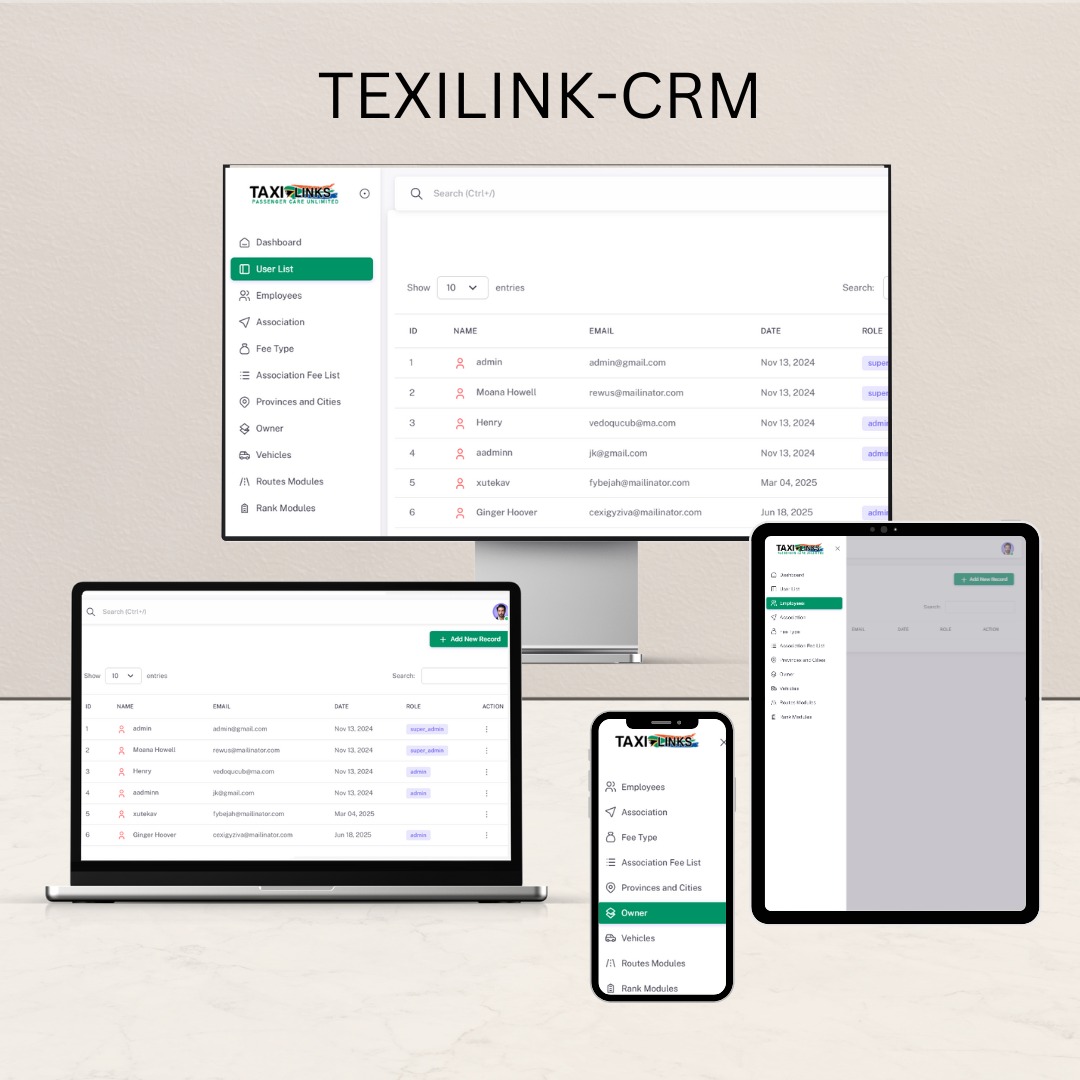 TEXILINK-CRM
TAXI LINKS
PASSENGER CARE UNLIMITED
Search (Ctrl+/)
Dashboard
User List
Employees
Association
Fee Type
Association Fee List
Provinces and Cities
Owner
Vehicles
Routes Modules
Rank Modules
Show 10 entries Search:
ID NAME EMAIL DATE ROLE
1 admin admin@gmail.com Nov 13, 2024 super
2 Moana Howell rewus@mailinator.com Nov 13, 2024 super
3 Henry vedoqucub@ma.com Nov 13, 2024 admin
4 aadminn jk@gmail.com Nov 13, 2024 admin
5 xutekav fybejah@mailinator.com Mar 04, 2025
6 Ginger Hoover cexigyziva@mailinator.com Jun 18, 2025 admin
Search (Ctrl+/)
+ Add New Record
Show 10 entries Search:
ID NAME EMAIL DATE ROLE ACTION
1 admin admin@gmail.com Nov 13, 2024 super_admin
2 Moana Howell rewus@mailinator.com Nov 13, 2024 super_admin
3 Henry vedoqucub@ma.com Nov 13, 2024 admin
4 aadminn jk@gmail.com Nov 13, 2024 admin
5 xutekav fybejah@mailinator.com Mar 04, 2025
6 Ginger Hoover cexigyziva@mailinator.com Jun 18, 2025 admin
TAXI LINKS
Employees
Association
Fee Type
Association Fee List
Provinces and Cities
Owner
Vehicles
Routes Modules
Rank Modules
TAXI LINKS
Dashboard
User List
Employees
Association
Fee Type
Association Fee List
Provinces and Cities
Owner
Vehicles
Routes Modules
Rank Modules
+ Add New Record
Search:
EMAIL DATE ROLE ACTION